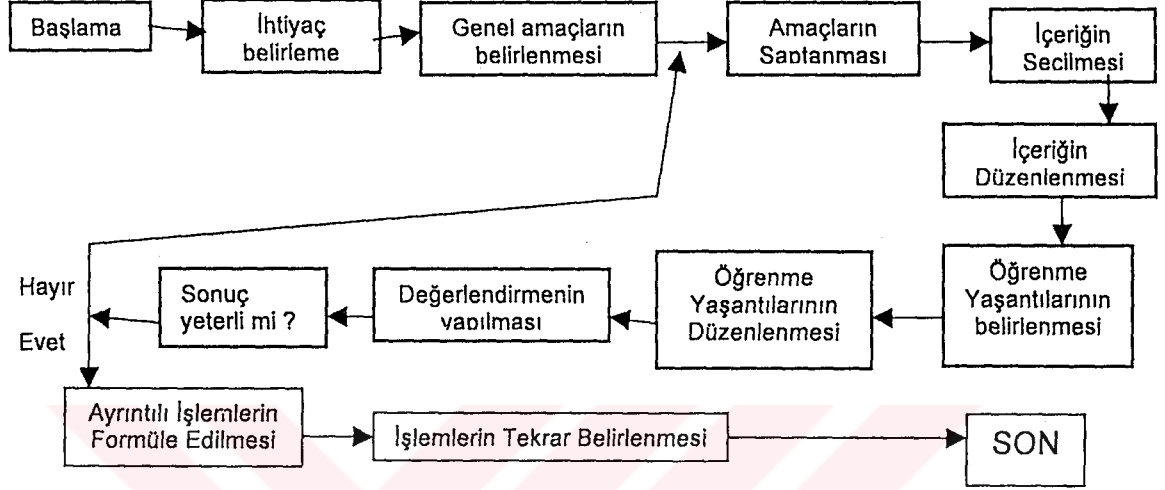 Başlama
İhtiyaç
belirleme
Genel amaçların
belirlenmesi
Amaçların
Saptanması
İçeriğin
Seçilmesi
İçeriğin
Düzenlenmesi
Öğrenme
Yaşantılarının
belirlenmesi
Öğrenme
Yaşantılarının
Düzenlenmesi
Değerlendirmenin
yapılması
Sonuç
yeterli mi ?
Hayır
Evet
Ayrıntılı İşlemlerin
Formüle Edilmesi
İşlemlerin Tekrar Belirlenmesi
SON